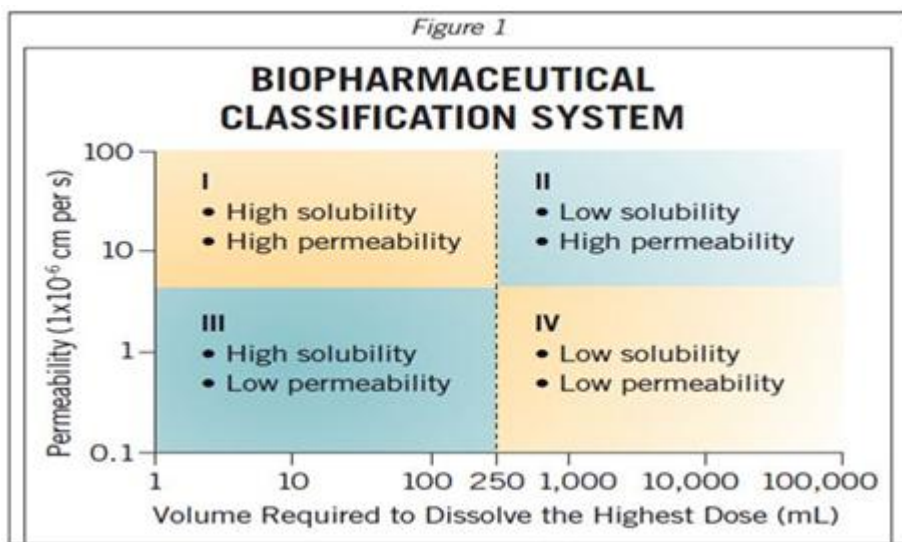 Figure 1
BIOPHARMACEUTICAL
CLASSIFICATION SYSTEM
Permeability (1x10⁻⁶ cm per s)
100
10
1
0.1
I
• High solubility
• High permeability
II
• Low solubility
• High permeability
III
• High solubility
• Low permeability
IV
• Low solubility
• Low permeability
1 10 100 250 1,000 10,000 100,000
Volume Required to Dissolve the Highest Dose (mL)